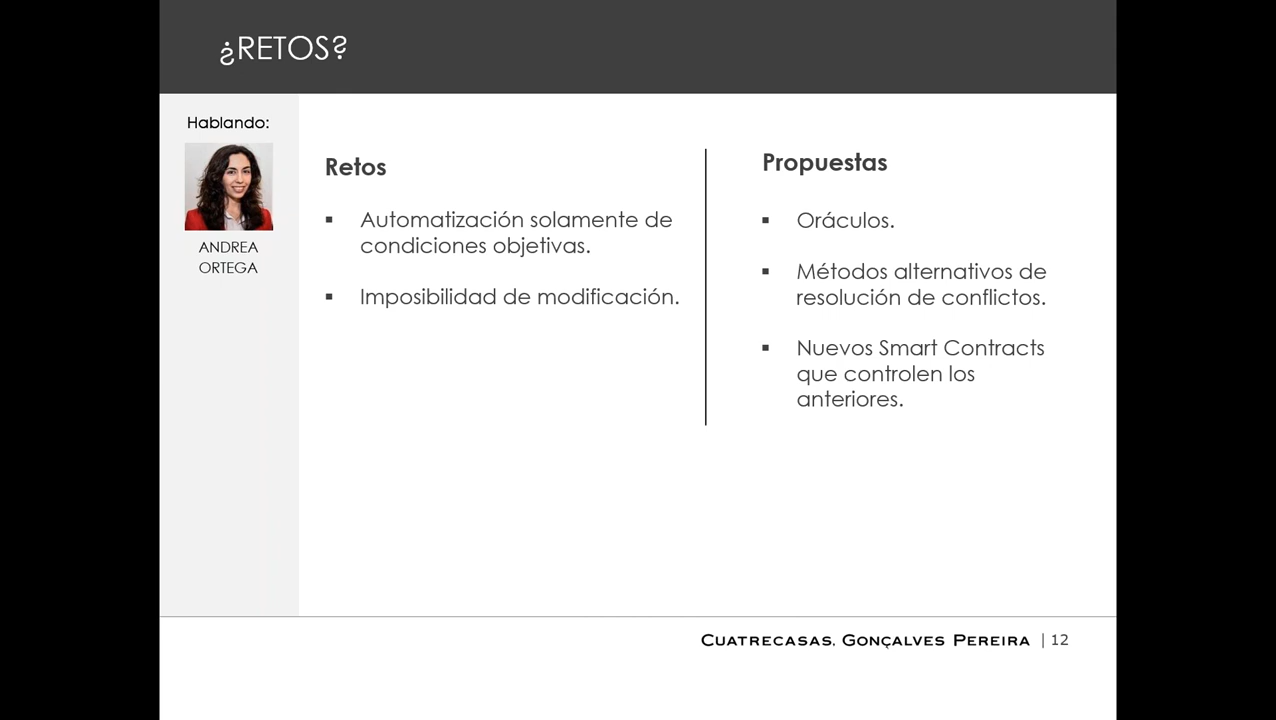 ¿RETOS?
Hablando:
ANDREA
ORTEGA
Retos
▪ Automatización solamente de
condiciones objetivas.
▪ Imposibilidad de modificación.
Propuestas
▪ Oráculos.
▪ Métodos alternativos de
resolución de conflictos.
▪ Nuevos Smart Contracts
que controlen los
anteriores.
CUATRECASAS, GONÇALVES PEREIRA | 12